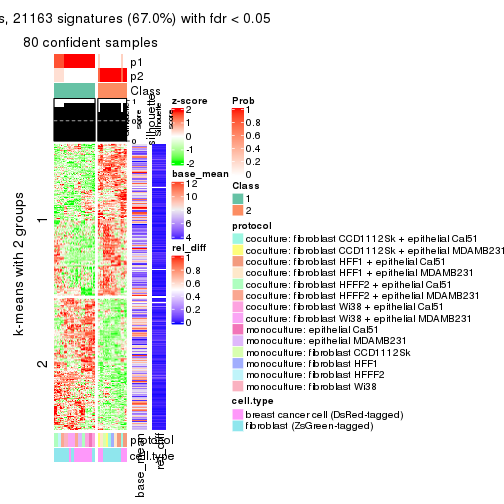 s, 21163 signatures (67.0%) with fdr < 0.05
80 confident samples
p1
p2
Class
silhouette
1
0.5
0
k-means with 2 groups
1
2
protocol
cell.type
base_mean
rel_diff
z-score
2
1
0
-1
-2
base_mean
12
10
8
6
4
rel_diff
1
0.8
0.6
0.4
0.2
0
Prob
1
0.8
0.6
0.4
0.2
0
Class
1
2
protocol
coculture: fibroblast CCD1112Sk + epithelial Cal51
coculture: fibroblast CCD1112Sk + epithelial MDAMB231
coculture: fibroblast HFF1 + epithelial Cal51
coculture: fibroblast HFF1 + epithelial MDAMB231
coculture: fibroblast HFFF2 + epithelial Cal51
coculture: fibroblast HFFF2 + epithelial MDAMB231
coculture: fibroblast Wi38 + epithelial Cal51
coculture: fibroblast Wi38 + epithelial MDAMB231
monoculture: epithelial Cal51
monoculture: epithelial MDAMB231
monoculture: fibroblast CCD1112Sk
monoculture: fibroblast HFF1
monoculture: fibroblast HFFF2
monoculture: fibroblast Wi38
cell.type
breast cancer cell (DsRed-tagged)
fibroblast (ZsGreen-tagged)